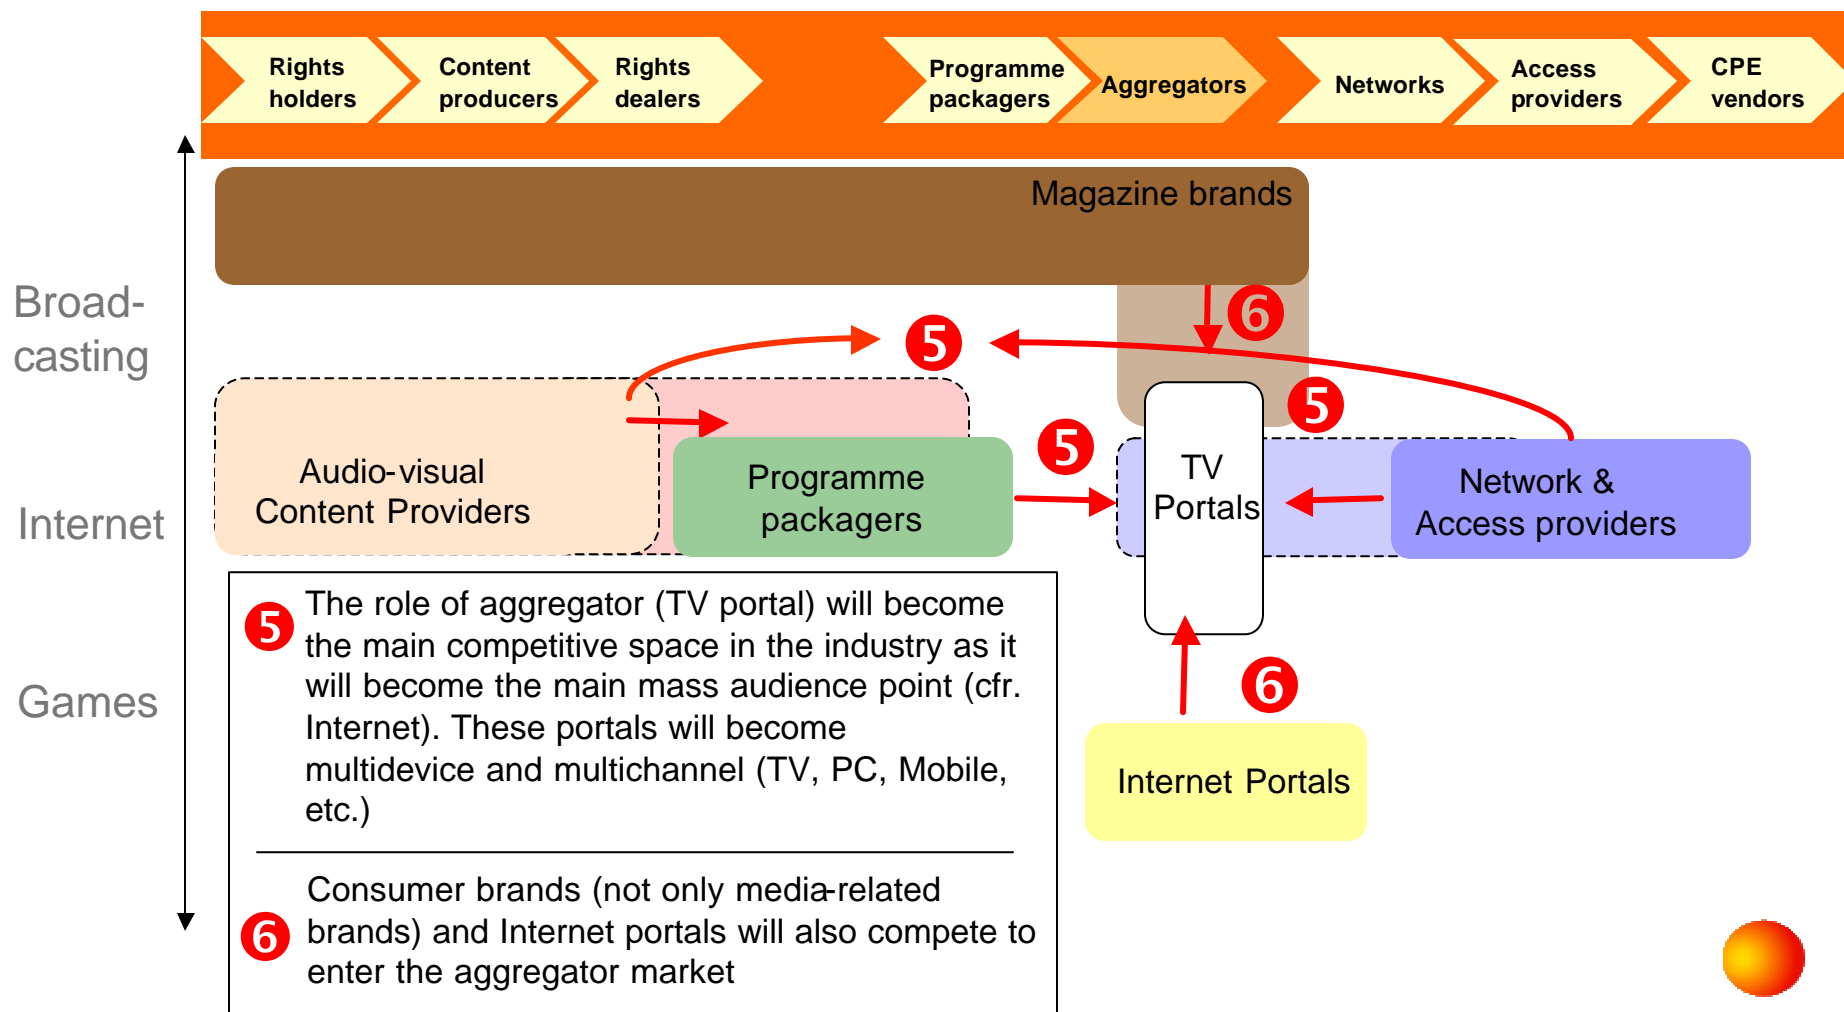 Rights
holders
Content
producers
Rights
dealers
Programme
packagers
Aggregators
Networks
Access
providers
CPE
vendors
Magazine brands
Broad-
casting
Internet
Games
6
5
5
5
Audio-visual
Content Providers
Programme
packagers
TV
Portals
Network &
Access providers
6
Internet Portals
5
The role of aggregator (TV portal) will become
the main competitive space in the industry as it
will become the main mass audience point (cfr.
Internet). These portals will become
multidevice and multichannel (TV, PC, Mobile,
etc.)
6
Consumer brands (not only media-related
brands) and Internet portals will also compete to
enter the aggregator market